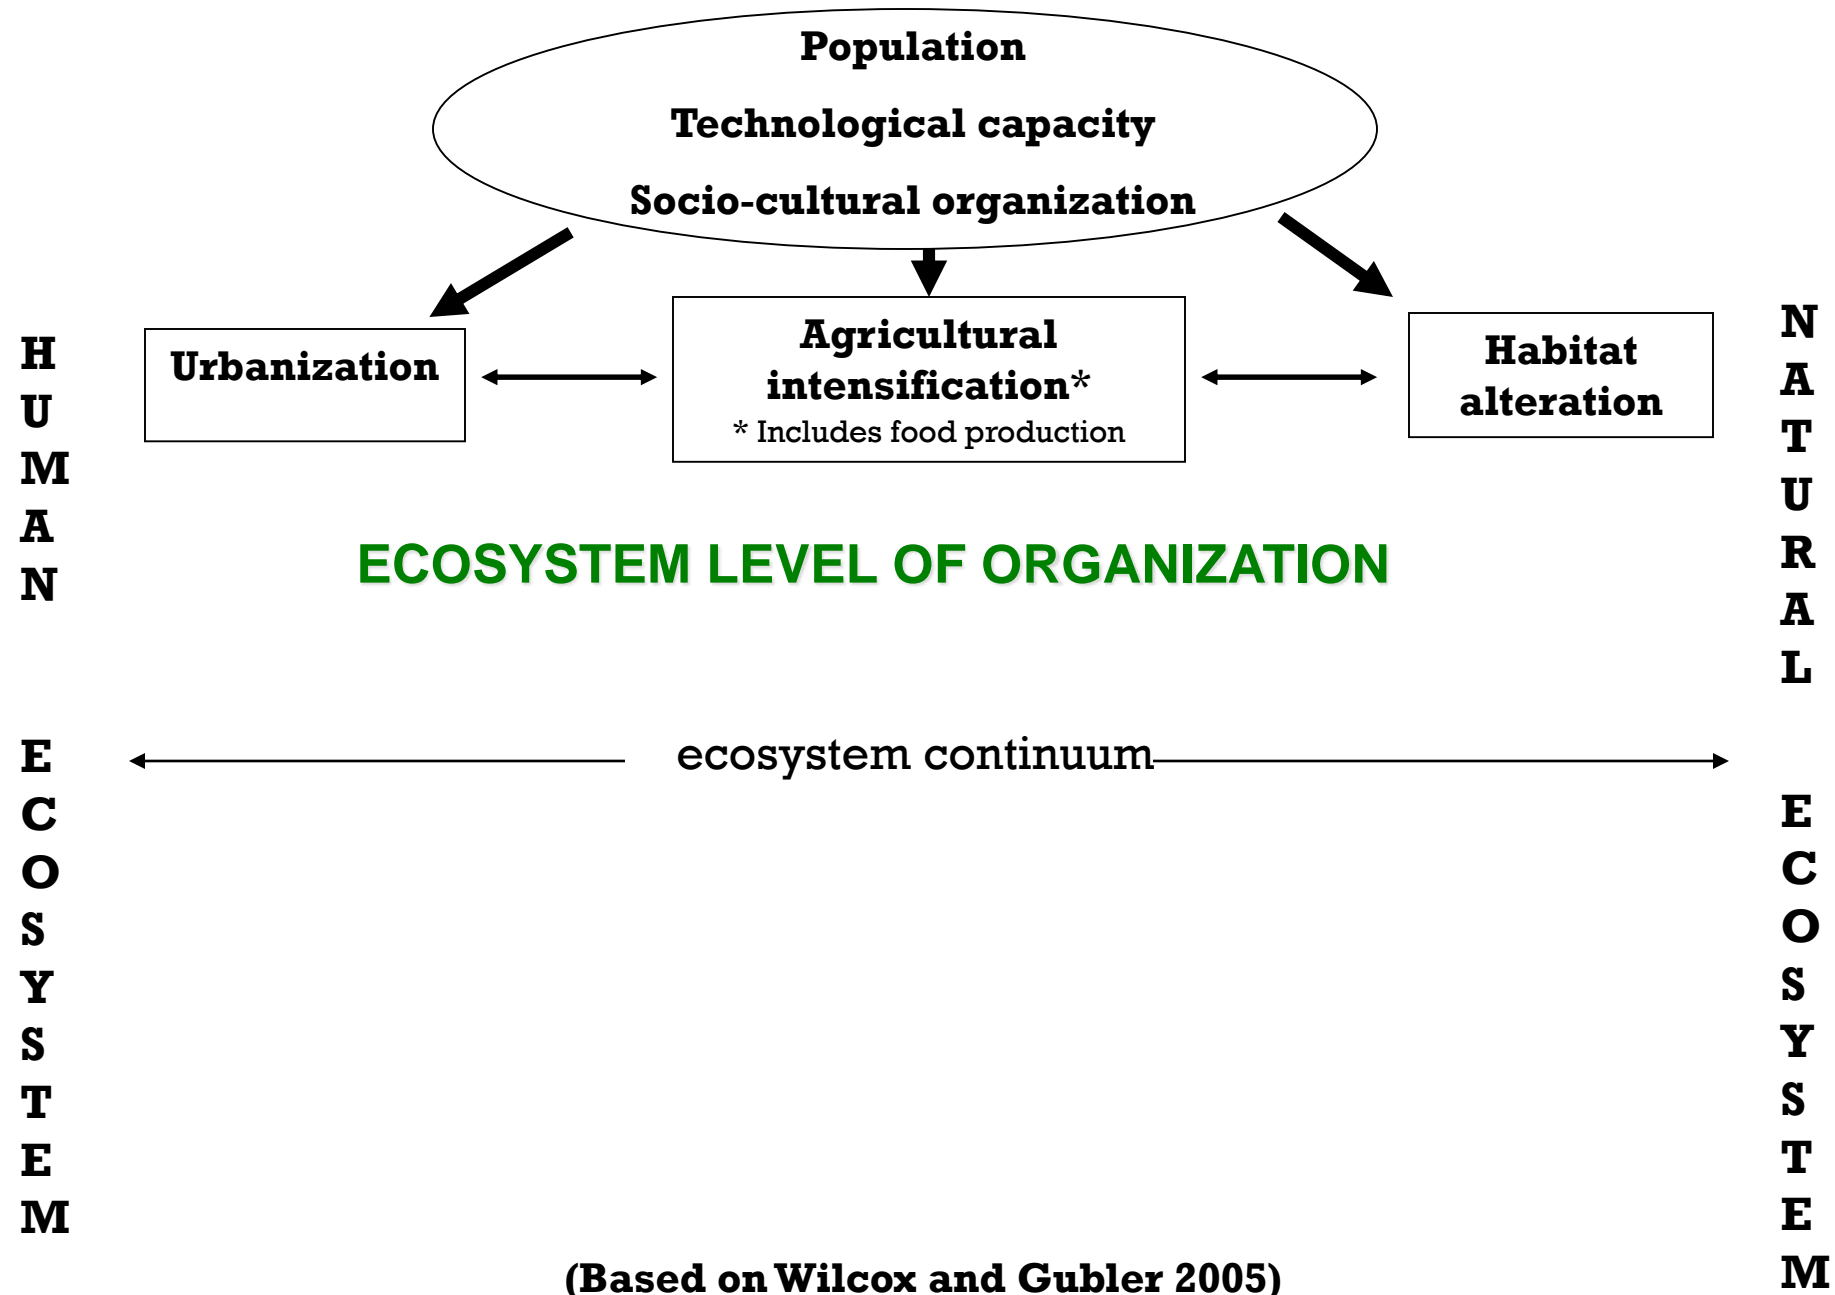 Population
Technological capacity
Socio-cultural organization
Urbanization
Agricultural
intensification*
* Includes food production
Habitat
alteration
HUMAN ECOSYSTEM
NATURAL ECOSYSTEM
ECOSYSTEM LEVEL OF ORGANIZATION
ecosystem continuum
(Based on Wilcox and Gubler 2005)